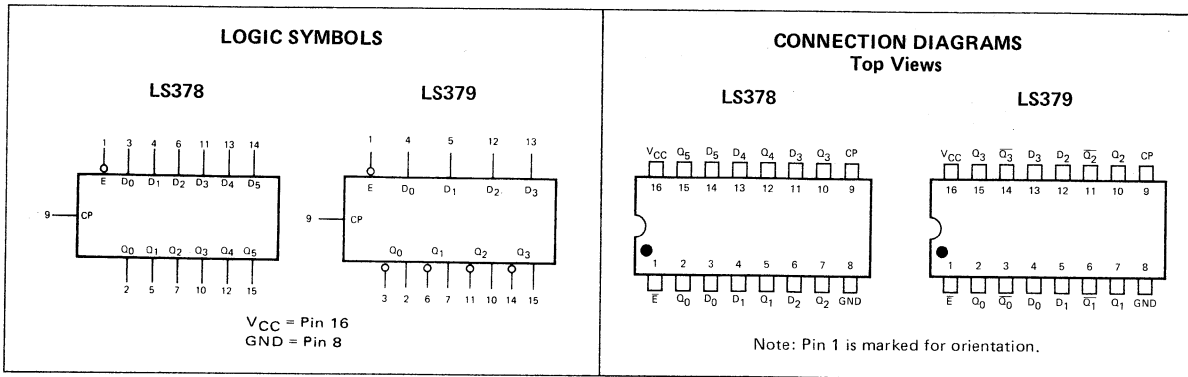 LOGIC SYMBOLS
LS378
LS379
1 3 4 6 11 13 14
E D0 D1 D2 D3 D4 D5
9 CP
Q0 Q1 Q2 Q3 Q4 Q5
2 5 7 10 12 15
1 4 5 12 13
E D0 D1 D2 D3
9 CP
Q0 Q1 Q2 Q3
3 2 6 7 11 10 14 15
VCC = Pin 16
GND = Pin 8
CONNECTION DIAGRAMS
Top Views
LS378
LS379
VCC Q5 D5 D4 Q4 D3 Q3 CP
16 15 14 13 12 11 10 9
1 2 3 4 5 6 7 8
E̅ Q0 D0 D1 Q1 D2 Q2 GND
VCC Q3 Q̅3 D3 D2 Q̅2 Q2 CP
16 15 14 13 12 11 10 9
1 2 3 4 5 6 7 8
E̅ Q0 Q̅0 D0 D1 Q̅1 Q1 GND
Note: Pin 1 is marked for orientation.